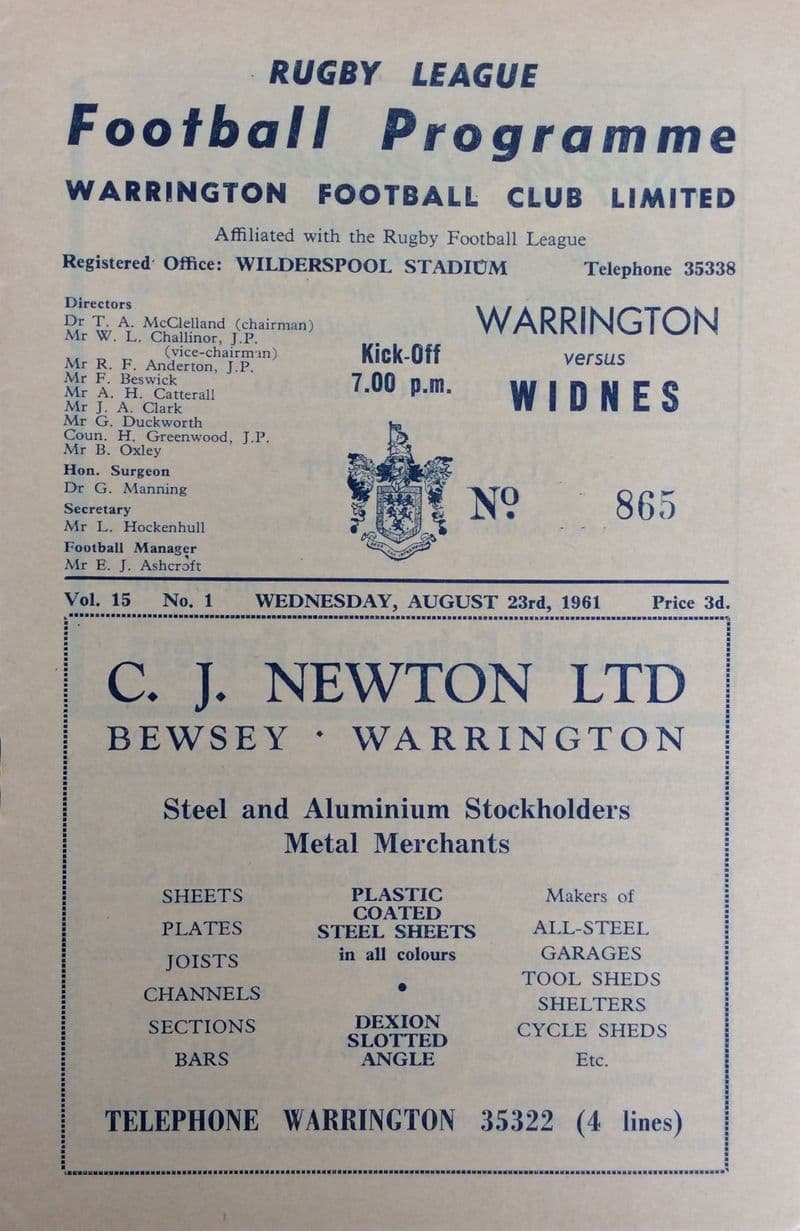 RUGBY LEAGUE
Football Programme
WARRINGTON FOOTBALL CLUB LIMITED
Affiliated with the Rugby Football League
Registered Office: WILDERSPOOL STADIUM Telephone 35338
Directors
Dr T. A. McClelland (chairman)
Mr W. L. Challinor, J.P.
(vice-chairman)
Mr R. F. Anderton, J.P.
Mr F. Beswick
Mr A. H. Catterall
Mr J. A. Clark
Mr G. Duckworth
Coun. H. Greenwood, J.P.
Mr B. Oxley
Hon. Surgeon
Dr G. Manning
Secretary
Mr L. Hockenhull
Football Manager
Mr E. J. Ashcroft
Kick-Off
7.00 p.m.
WARRINGTON
versus
WIDNES
Nº. 865
Vol. 15 No. 1 WEDNESDAY, AUGUST 23rd, 1961 Price 3d.
C. J. NEWTON LTD
BEWSEY · WARRINGTON
Steel and Aluminium Stockholders
Metal Merchants
SHEETS
PLATES
JOISTS
CHANNELS
SECTIONS
BARS
PLASTIC
COATED
STEEL SHEETS
in all colours
•
DEXION
SLOTTED
ANGLE
Makers of
ALL-STEEL
GARAGES
TOOL SHEDS
SHELTERS
CYCLE SHEDS
Etc.
TELEPHONE WARRINGTON 35322 (4 lines)